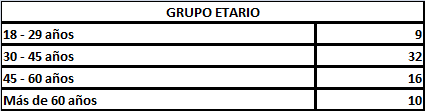 GRUPO ETARIO
18 - 29 años 9
30 - 45 años 32
45 - 60 años 16
Más de 60 años 10